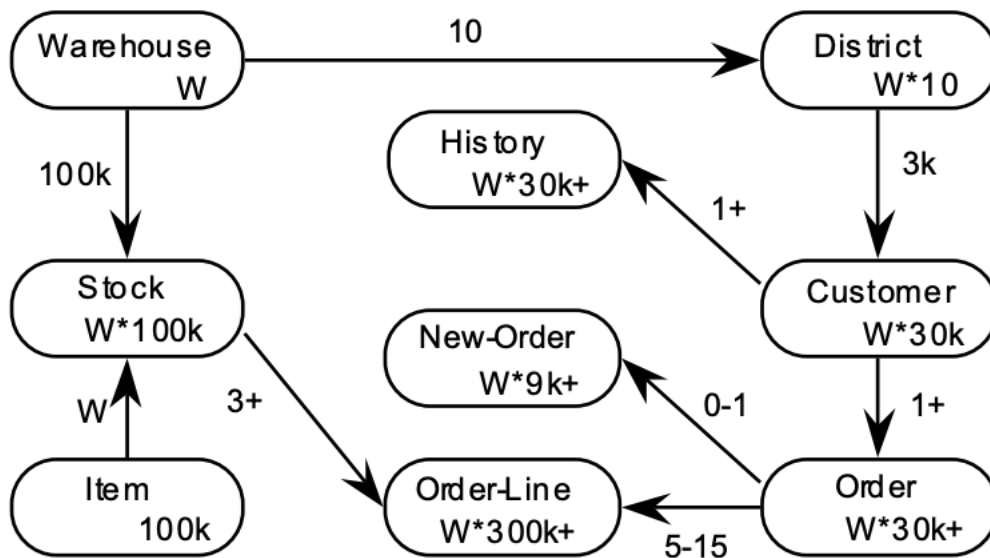 Warehouse
W
10
District
W*10
100k
History
W*30k+
1+
3k
Stock
W*100k
Customer
W*30k
New-Order
W*9k+
W
3+
0-1
1+
Item
100k
Order-Line
W*300k+
5-15
Order
W*30k+